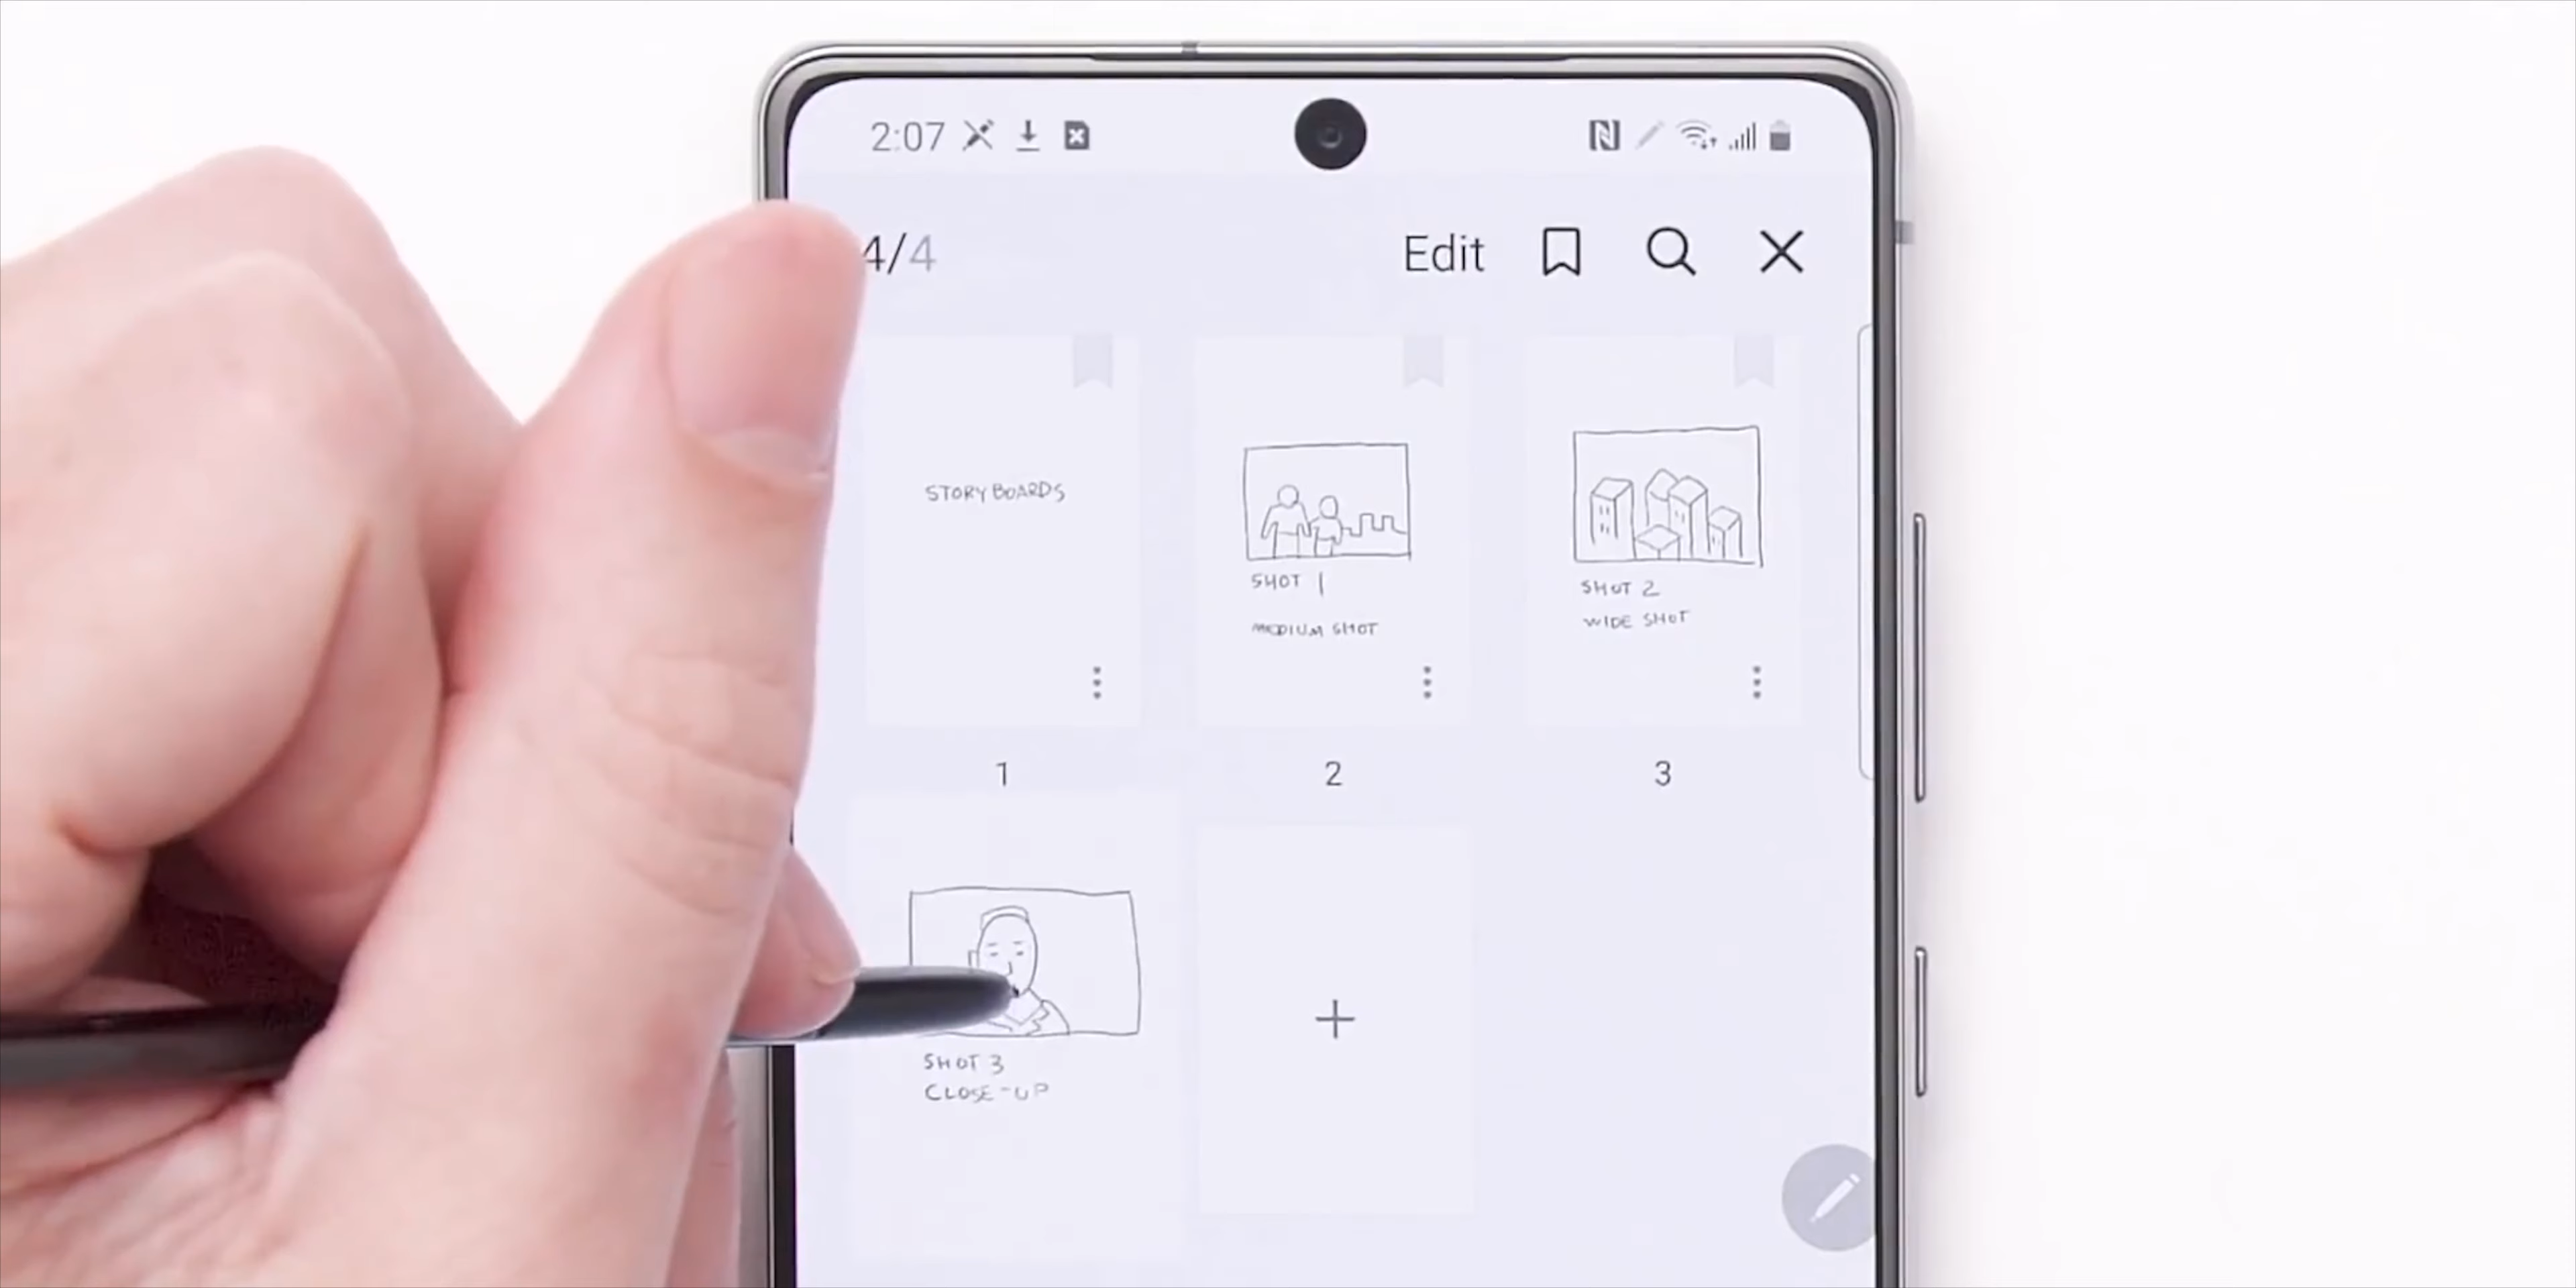 2:07
4/4 Edit
STORY BOARDS
SHOT 1
MEDIUM SHOT
SHOT 2
WIDE SHOT
1 2 3
SHOT 3
CLOSE-UP